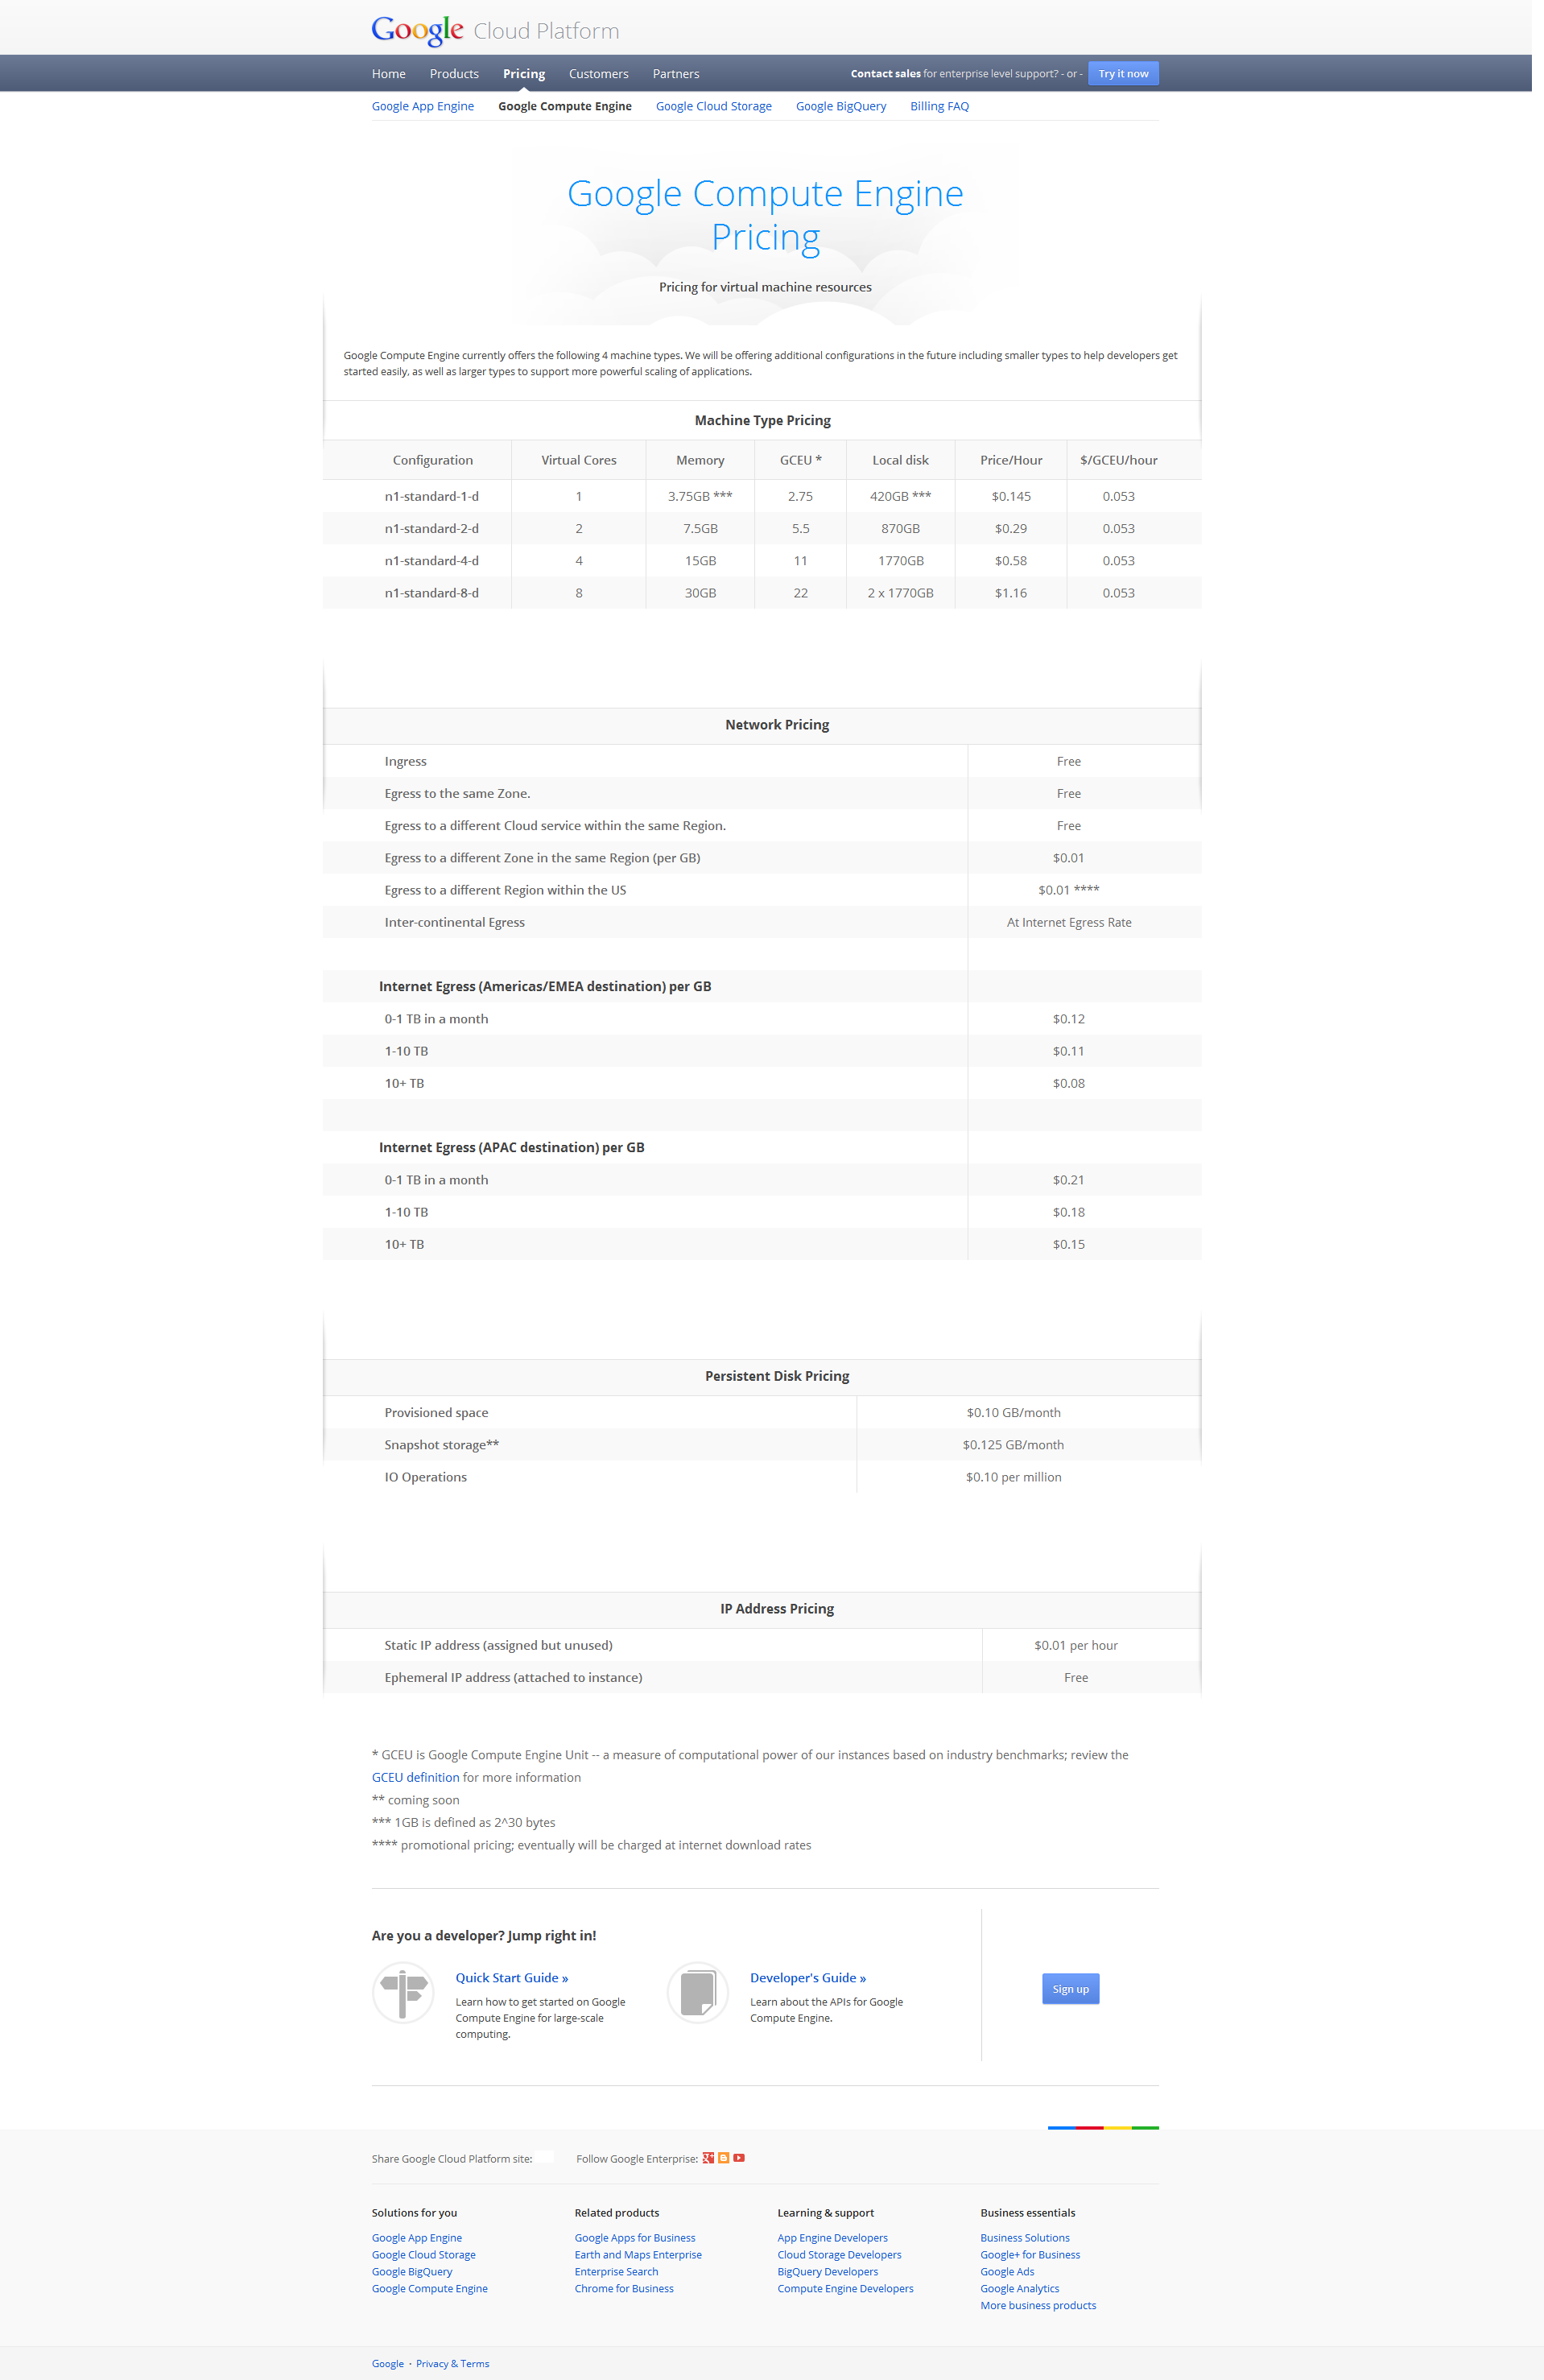 Google Cloud Platform
Home Products Pricing Customers Partners Contact sales for enterprise level support? - or - Try it now
Google App Engine Google Compute Engine Google Cloud Storage Google BigQuery Billing FAQ
Google Compute Engine
Pricing
Pricing for virtual machine resources
Google Compute Engine currently offers the following 4 machine types. We will be offering additional configurations in the future including smaller types to help developers get
started easily, as well as larger types to support more powerful scaling of applications.
Machine Type Pricing
Configuration Virtual Cores Memory GCEU * Local disk Price/Hour $/GCEU/hour
n1-standard-1-d 1 3.75GB *** 2.75 420GB *** $0.145 0.053
n1-standard-2-d 2 7.5GB 5.5 870GB $0.29 0.053
n1-standard-4-d 4 15GB 11 1770GB $0.58 0.053
n1-standard-8-d 8 30GB 22 2 x 1770GB $1.16 0.053
Network Pricing
Ingress Free
Egress to the same Zone. Free
Egress to a different Cloud service within the same Region. Free
Egress to a different Zone in the same Region (per GB) $0.01
Egress to a different Region within the US $0.01 ****
Inter-continental Egress At Internet Egress Rate
Internet Egress (Americas/EMEA destination) per GB
0-1 TB in a month $0.12
1-10 TB $0.11
10+ TB $0.08
Internet Egress (APAC destination) per GB
0-1 TB in a month $0.21
1-10 TB $0.18
10+ TB $0.15
Persistent Disk Pricing
Provisioned space $0.10 GB/month
Snapshot storage** $0.125 GB/month
IO Operations $0.10 per million
IP Address Pricing
Static IP address (assigned but unused) $0.01 per hour
Ephemeral IP address (attached to instance) Free
* GCEU is Google Compute Engine Unit -- a measure of computational power of our instances based on industry benchmarks; review the
GCEU definition for more information
** coming soon
*** 1GB is defined as 2^30 bytes
**** promotional pricing; eventually will be charged at internet download rates
Are you a developer? Jump right in!
Quick Start Guide »
Learn how to get started on Google
Compute Engine for large-scale
computing.
Developer's Guide »
Learn about the APIs for Google
Compute Engine.
Sign up
Share Google Cloud Platform site: Follow Google Enterprise:
Solutions for you
Google App Engine
Google Cloud Storage
Google BigQuery
Google Compute Engine
Related products
Google Apps for Business
Earth and Maps Enterprise
Enterprise Search
Chrome for Business
Learning & support
App Engine Developers
Cloud Storage Developers
BigQuery Developers
Compute Engine Developers
Business essentials
Business Solutions
Google+ for Business
Google Ads
Google Analytics
More business products
Google · Privacy & Terms